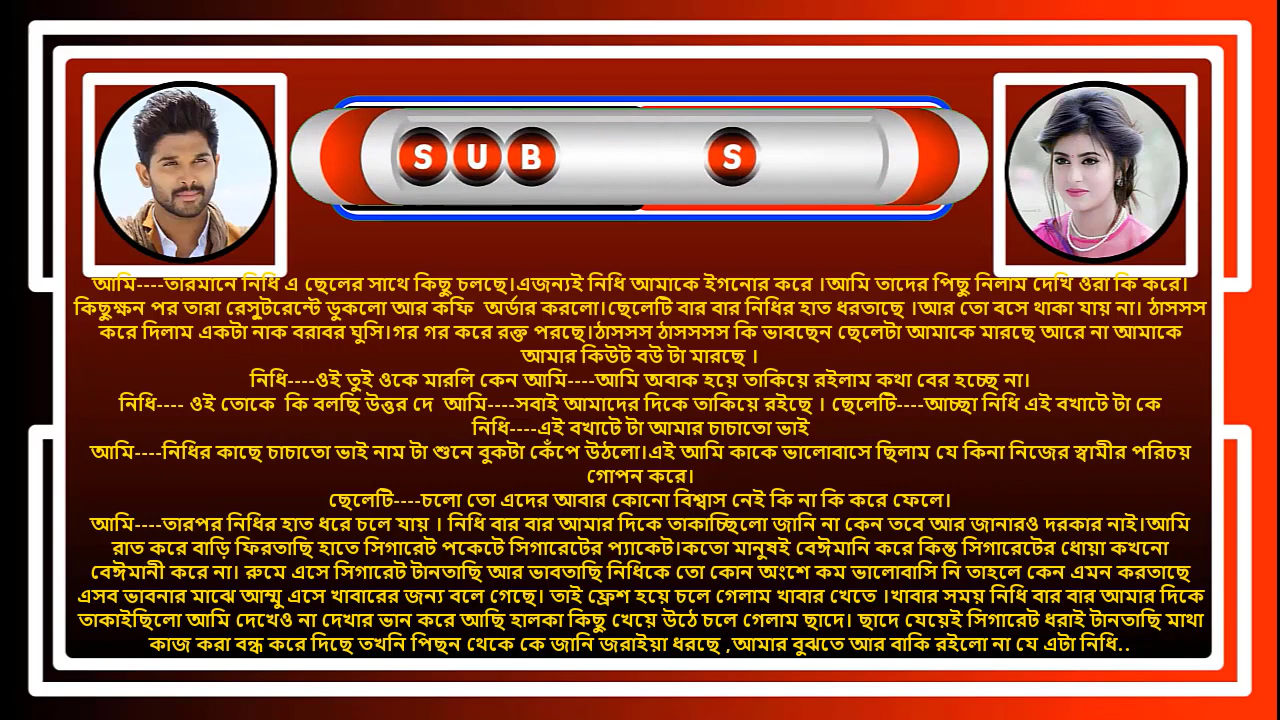 SUB S
আমি----তারমানে নিধি এ ছেলের সাথে কিছু চলছে।এজন্যই নিধি আমাকে ইগনোর করে ।আমি তাদের পিছু নিলাম দেখি ওরা কি করে।
কিছুক্ষন পর তারা রেস্টুরেন্টে ডুকলো আর কফি অর্ডার করলো।ছেলেটি বার বার নিধির হাত ধরতাছে ।আর তো বসে থাকা যায় না। ঠাসসস
করে দিলাম একটা নাক বরাবর ঘুসি।গর গর করে রক্ত পরছে।ঠাসসসস ঠাসসসসস কি ভাবছেন ছেলেটা আমাকে মারছে আরে না আমাকে
আমার কিউট বউ টা মারছে ।
নিধি----ওই তুই ওকে মারলি কেন আমি----আমি অবাক হয়ে তাকিয়ে রইলাম কথা বের হচ্ছে না।
নিধি---- ওই তোকে কি বলছি উত্তর দে আমি----সবাই আমাদের দিকে তাকিয়ে রইছে । ছেলেটি----আচ্ছা নিধি এই বখাটে টা কে
নিধি----এই বখাটে টা আমার চাচাতো ভাই
আমি----নিধির কাছে চাচাতো ভাই নাম টা শুনে বুকটা কেঁপে উঠলো।এই আমি কাকে ভালোবাসে ছিলাম যে কিনা নিজের স্বামীর পরিচয়
গোপন করে।
ছেলেটি----চলো তো এদের আবার কোনো বিশ্বাস নেই কি না কি করে ফেলে।
আমি----তারপর নিধির হাত ধরে চলে যায় । নিধি বার বার আমার দিকে তাকাচ্ছিলো জানি না কেন তবে আর জানারও দরকার নাই।আমি
রাত করে বাড়ি ফিরতাছি হাতে সিগারেট পকেটে সিগারেটের প্যাকেট।কতো মানুষই বেঈমানি করে কিন্ত সিগারেটের ধোয়া কখনো
বেঈমানী করে না। রুমে এসে সিগারেট টানতাছি আর ভাবতাছি নিধিকে তো কোন অংশে কম ভালোবাসি নি তাহলে কেন এমন করতাছে
এসব ভাবনার মাঝে আম্মু এসে খাবারের জন্য বলে গেছে। তাই ফ্রেশ হয়ে চলে গেলাম খাবার খেতে ।খাবার সময় নিধি বার বার আমার দিকে
তাকাইছিলো আমি দেখেও না দেখার ভান করে আছি হালকা কিছু খেয়ে উঠে চলে গেলাম ছাদে। ছাদে যেয়েই সিগারেট ধরাই টানতাছি মাথা
কাজ করা বন্ধ করে দিছে তখনি পিছন থেকে কে জানি জরাইয়া ধরছে ,আমার বুঝতে আর বাকি রইলো না যে এটা নিধি..